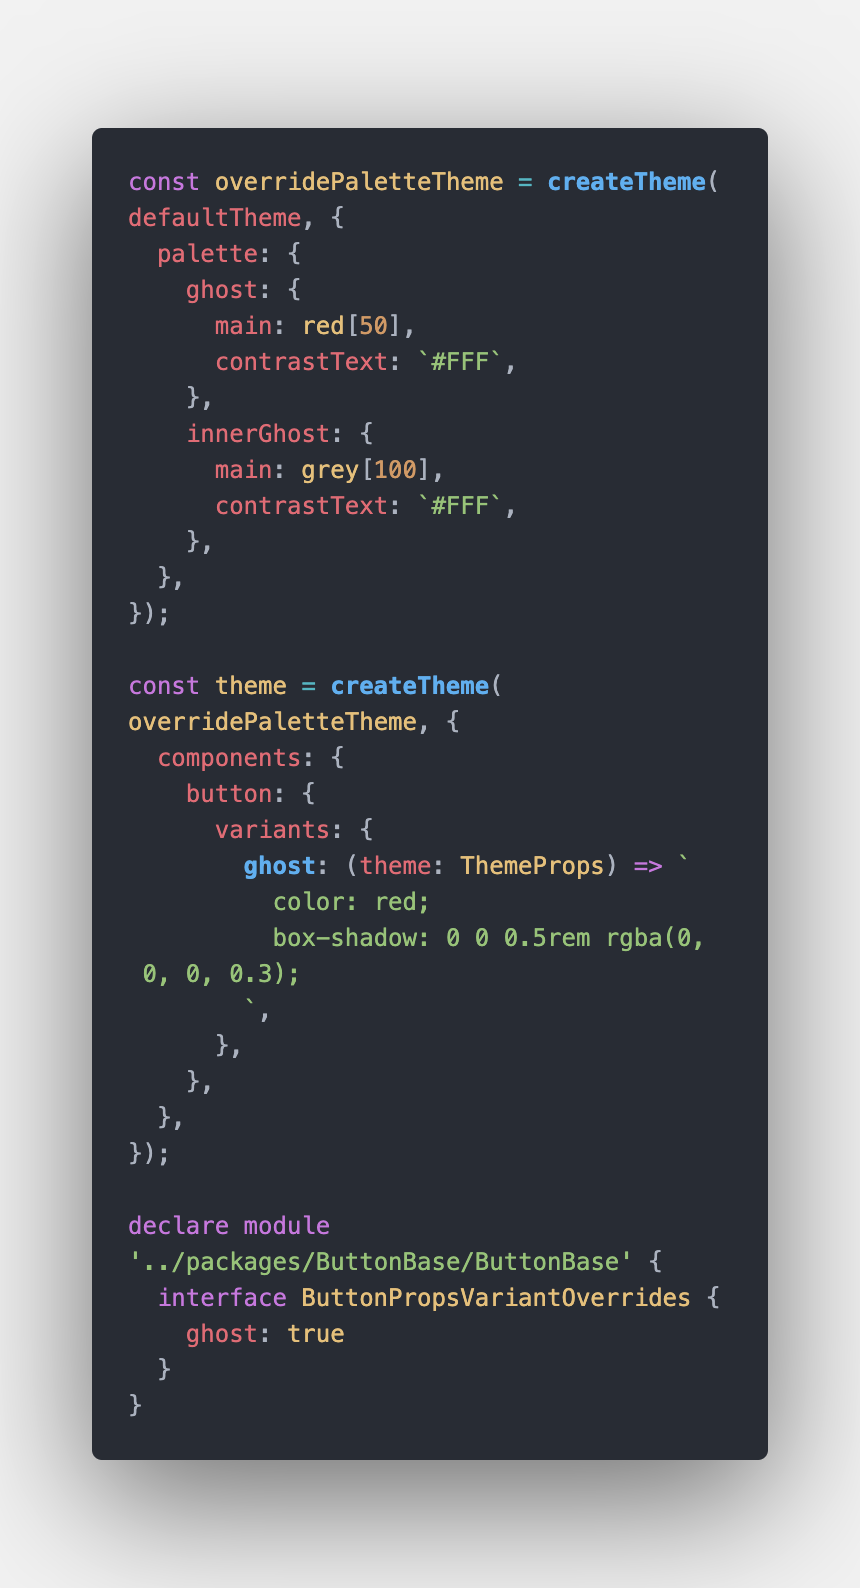 const overridePaletteTheme = createTheme(
defaultTheme, {
  palette: {
    ghost: {
      main: red[50],
      contrastText: `#FFF`,
    },
    innerGhost: {
      main: grey[100],
      contrastText: `#FFF`,
    },
  },
});

const theme = createTheme(
overridePaletteTheme, {
  components: {
    button: {
      variants: {
        ghost: (theme: ThemeProps) => `
          color: red;
          box-shadow: 0 0 0.5rem rgba(0,
 0, 0, 0.3);
        `,
      },
    },
  },
});

declare module
'../packages/ButtonBase/ButtonBase' {
  interface ButtonPropsVariantOverrides {
    ghost: true
  }
}